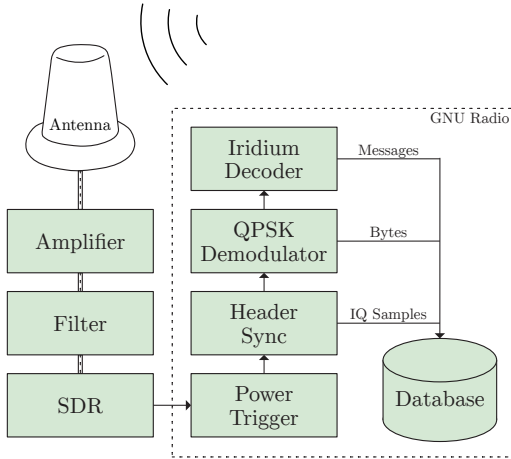 GNU Radio
Antenna
Iridium
Decoder
Messages
Amplifier
QPSK
Demodulator
Bytes
Filter
Header
Sync
IQ Samples
SDR
Power
Trigger
Database